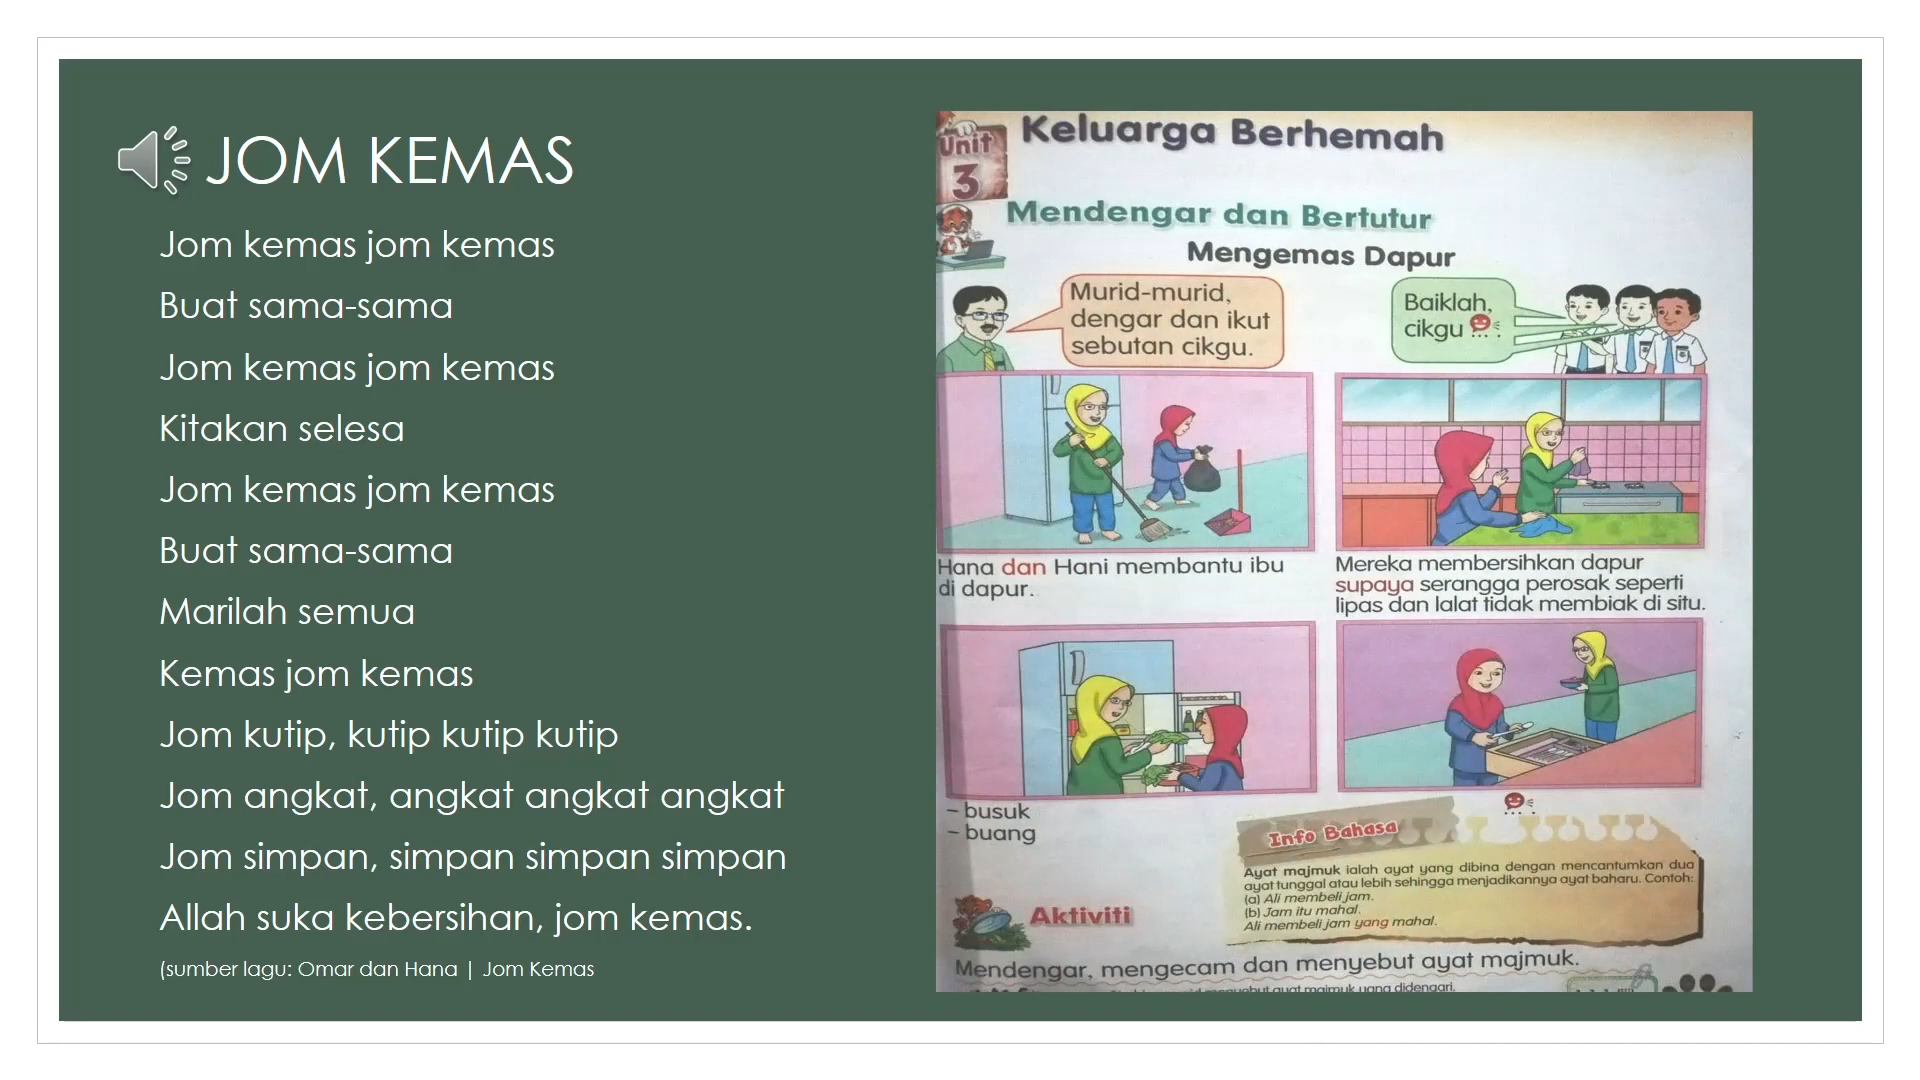 JOM KEMAS
Jom kemas jom kemas
Buat sama-sama
Jom kemas jom kemas
Kitakan selesa
Jom kemas jom kemas
Buat sama-sama
Marilah semua
Kemas jom kemas
Jom kutip, kutip kutip kutip
Jom angkat, angkat angkat angkat
Jom simpan, simpan simpan simpan
Allah suka kebersihan, jom kemas.
(sumber lagu: Omar dan Hana | Jom Kemas
Unit
3
Keluarga Berhemah
Mendengar dan Bertutur
Mengemas Dapur
Murid-murid,
dengar dan ikut
sebutan cikgu.
Baiklah,
cikgu
Hana dan Hani membantu ibu
di dapur.
Mereka membersihkan dapur
supaya serangga perosak seperti
lipas dan lalat tidak membiak di situ.
– busuk
– buang
Info Bahasa
Ayat majmuk ialah ayat yang dibina dengan mencantumkan dua
ayat tunggal atau lebih sehingga menjadikannya ayat baharu. Contoh:
(a) Ali membeli jam.
(b) Jam itu mahal.
Ali membeli jam yang mahal.
Aktiviti
Mendengar, mengecam dan menyebut ayat majmuk.
menyebut ayat majmuk yang didengari.